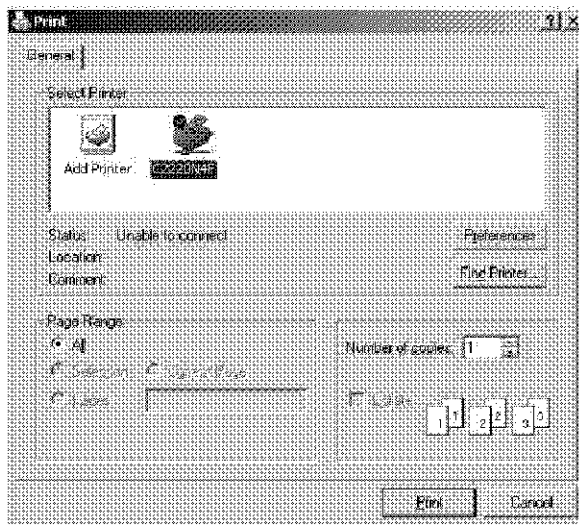 Print
General
Select Printer
Add Printer
C2220N4F
Status: Unable to connect
Preferences
Location:
Comment:
Find Printer...
Page Range
All
Number of copies: 1
Selection Current Page
Pages:
Collate
1 1 2 2 3 3
Print Cancel